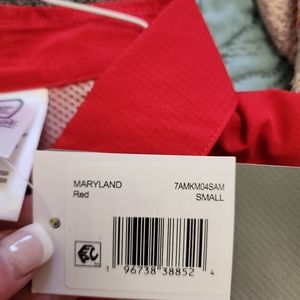 MARYLAND 7AMKM04SAM
Red SMALL
1 96738 38852 4